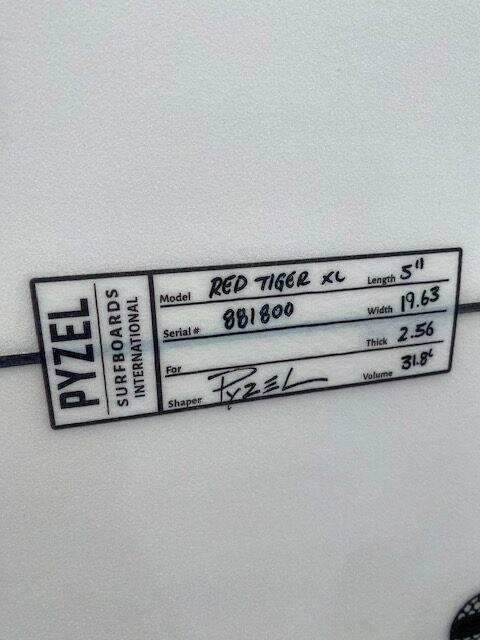 PYZEL
SURFBOARDS
INTERNATIONAL
Model RED TIGER XL Length 5"
Serial # 881800 Width 19.63
Thick 2.56
For
Shaper PYZEL Volume 31.8L